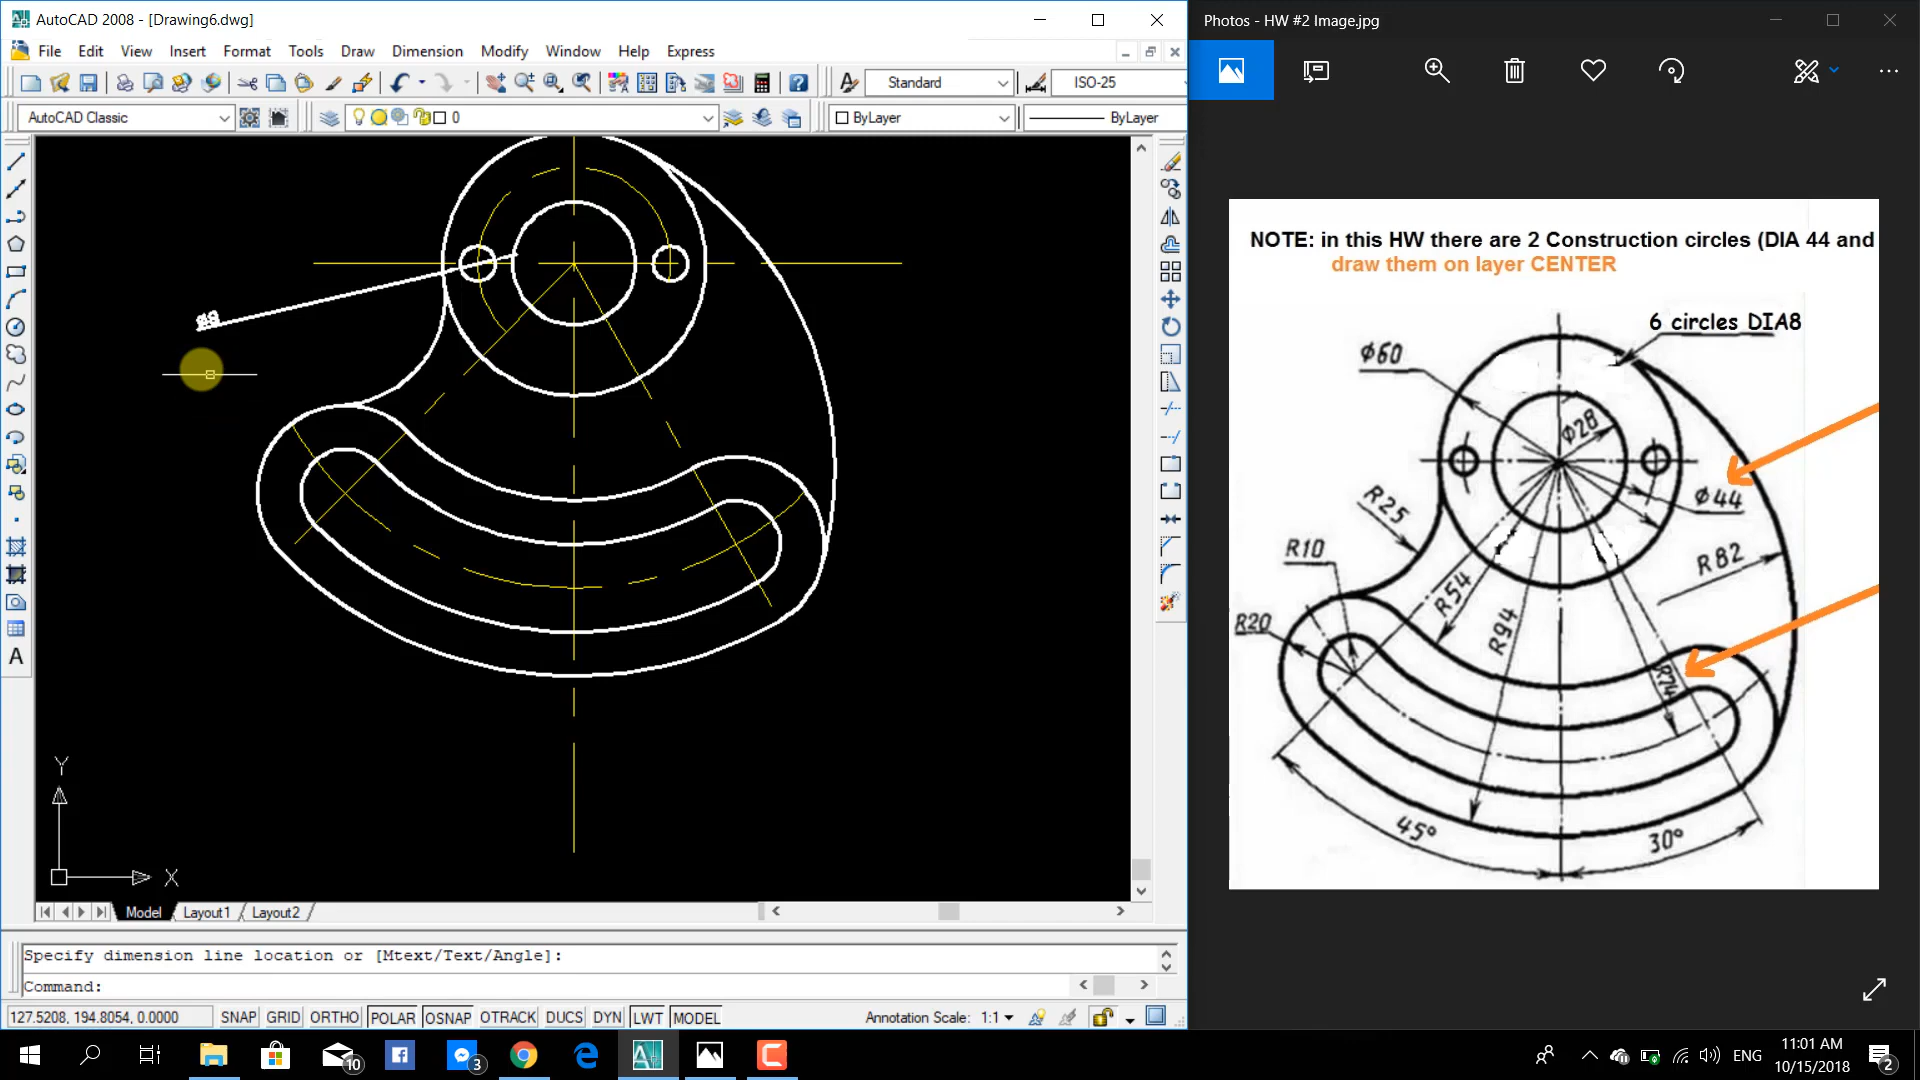 AutoCAD 2008 - [Drawing6.dwg]
File Edit View Insert Format Tools Draw Dimension Modify Window Help Express
Standard
ISO-25
AutoCAD Classic
0
ByLayer
ByLayer
Y
X
Model
Layout1
Layout2
Specify dimension line location or [Mtext/Text/Angle]:
Command:
127.5208, 194.8054, 0.0000
SNAP GRID ORTHO POLAR OSNAP OTRACK DUCS DYN LWT MODEL
Annotation Scale: 1:1
Photos - HW #2 Image.jpg
NOTE: in this HW there are 2 Construction circles (DIA 44 and
draw them on layer CENTER
6 circles DIA8
ϕ60
ϕ28
ϕ44
R25
R10
R82
R54
R20
R94
R74
45°
30°
A
10
3
ENG
11:01 AM
10/15/2018
2